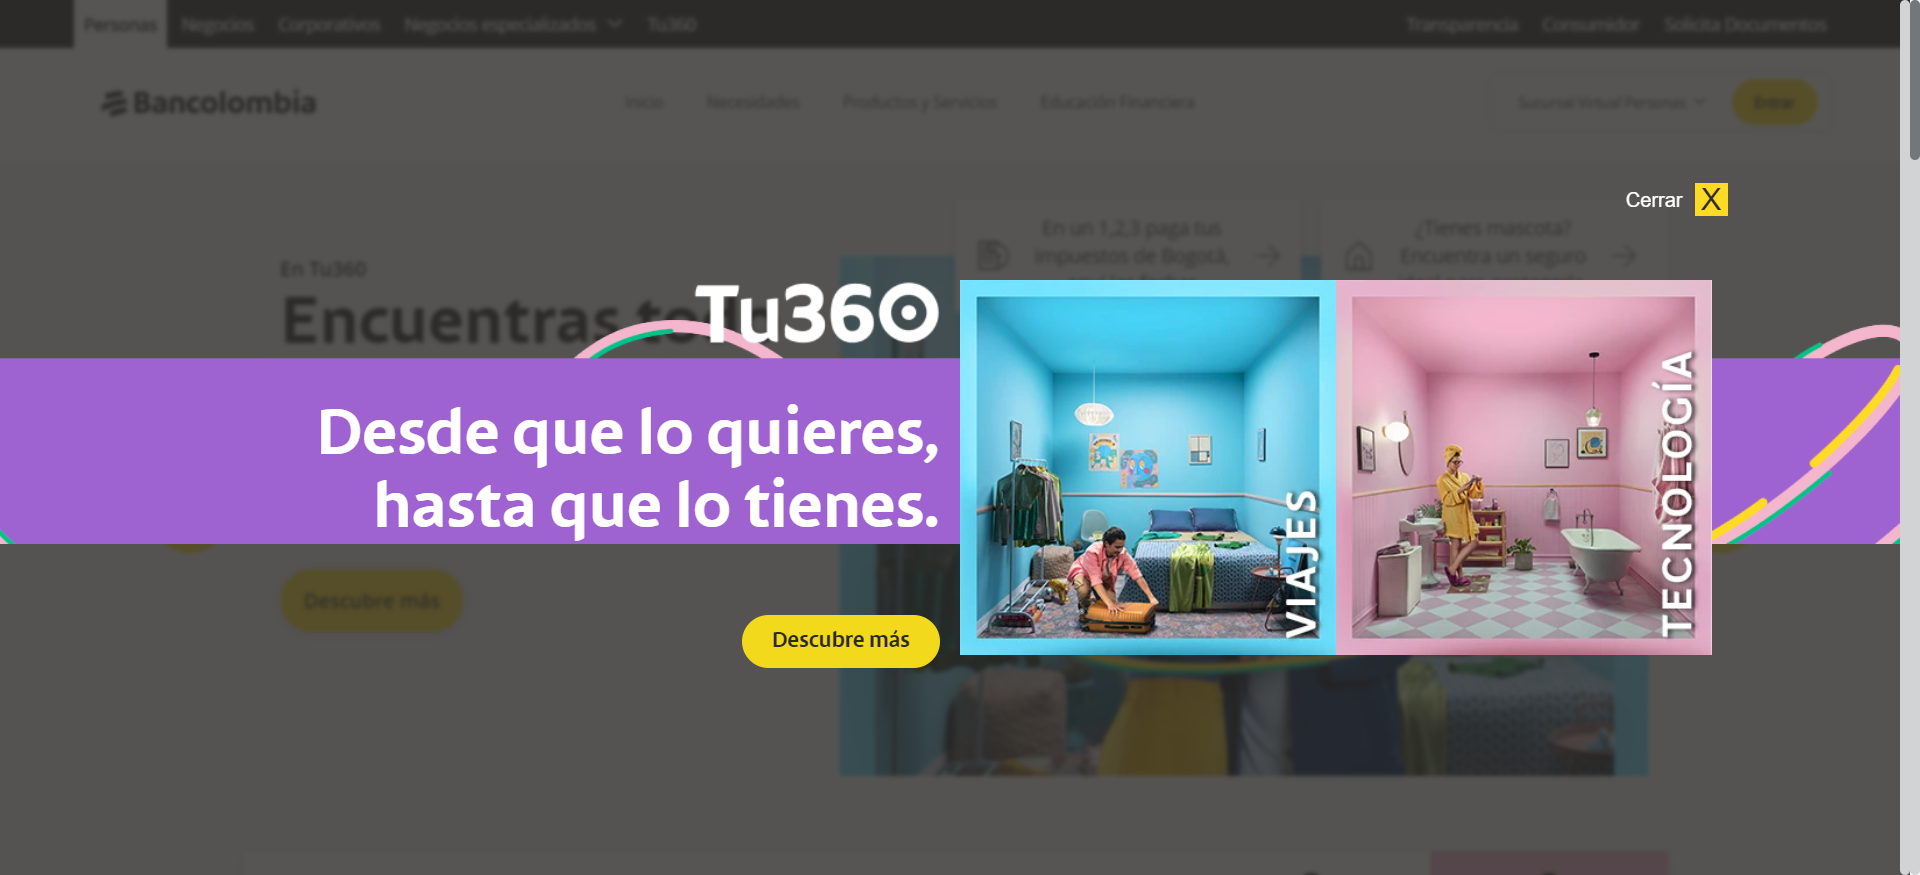 Personas Negocios Corporativos Negocios especializados Tu360 Transparencia Consumidor Solicita Documentos
Bancolombia Inicio Necesidades Productos y Servicios Educación Financiera Sucursal Virtual Personas Entrar
Cerrar X
En un 1,2,3 paga tus
impuestos de Bogotá,
¿Tienes mascota?
Encuentra un seguro
En Tu360
Encuentras todo
Tu360
Desde que lo quieres,
hasta que lo tienes.
Descubre más
Descubre más
VIAJES
TECNOLOGÍA